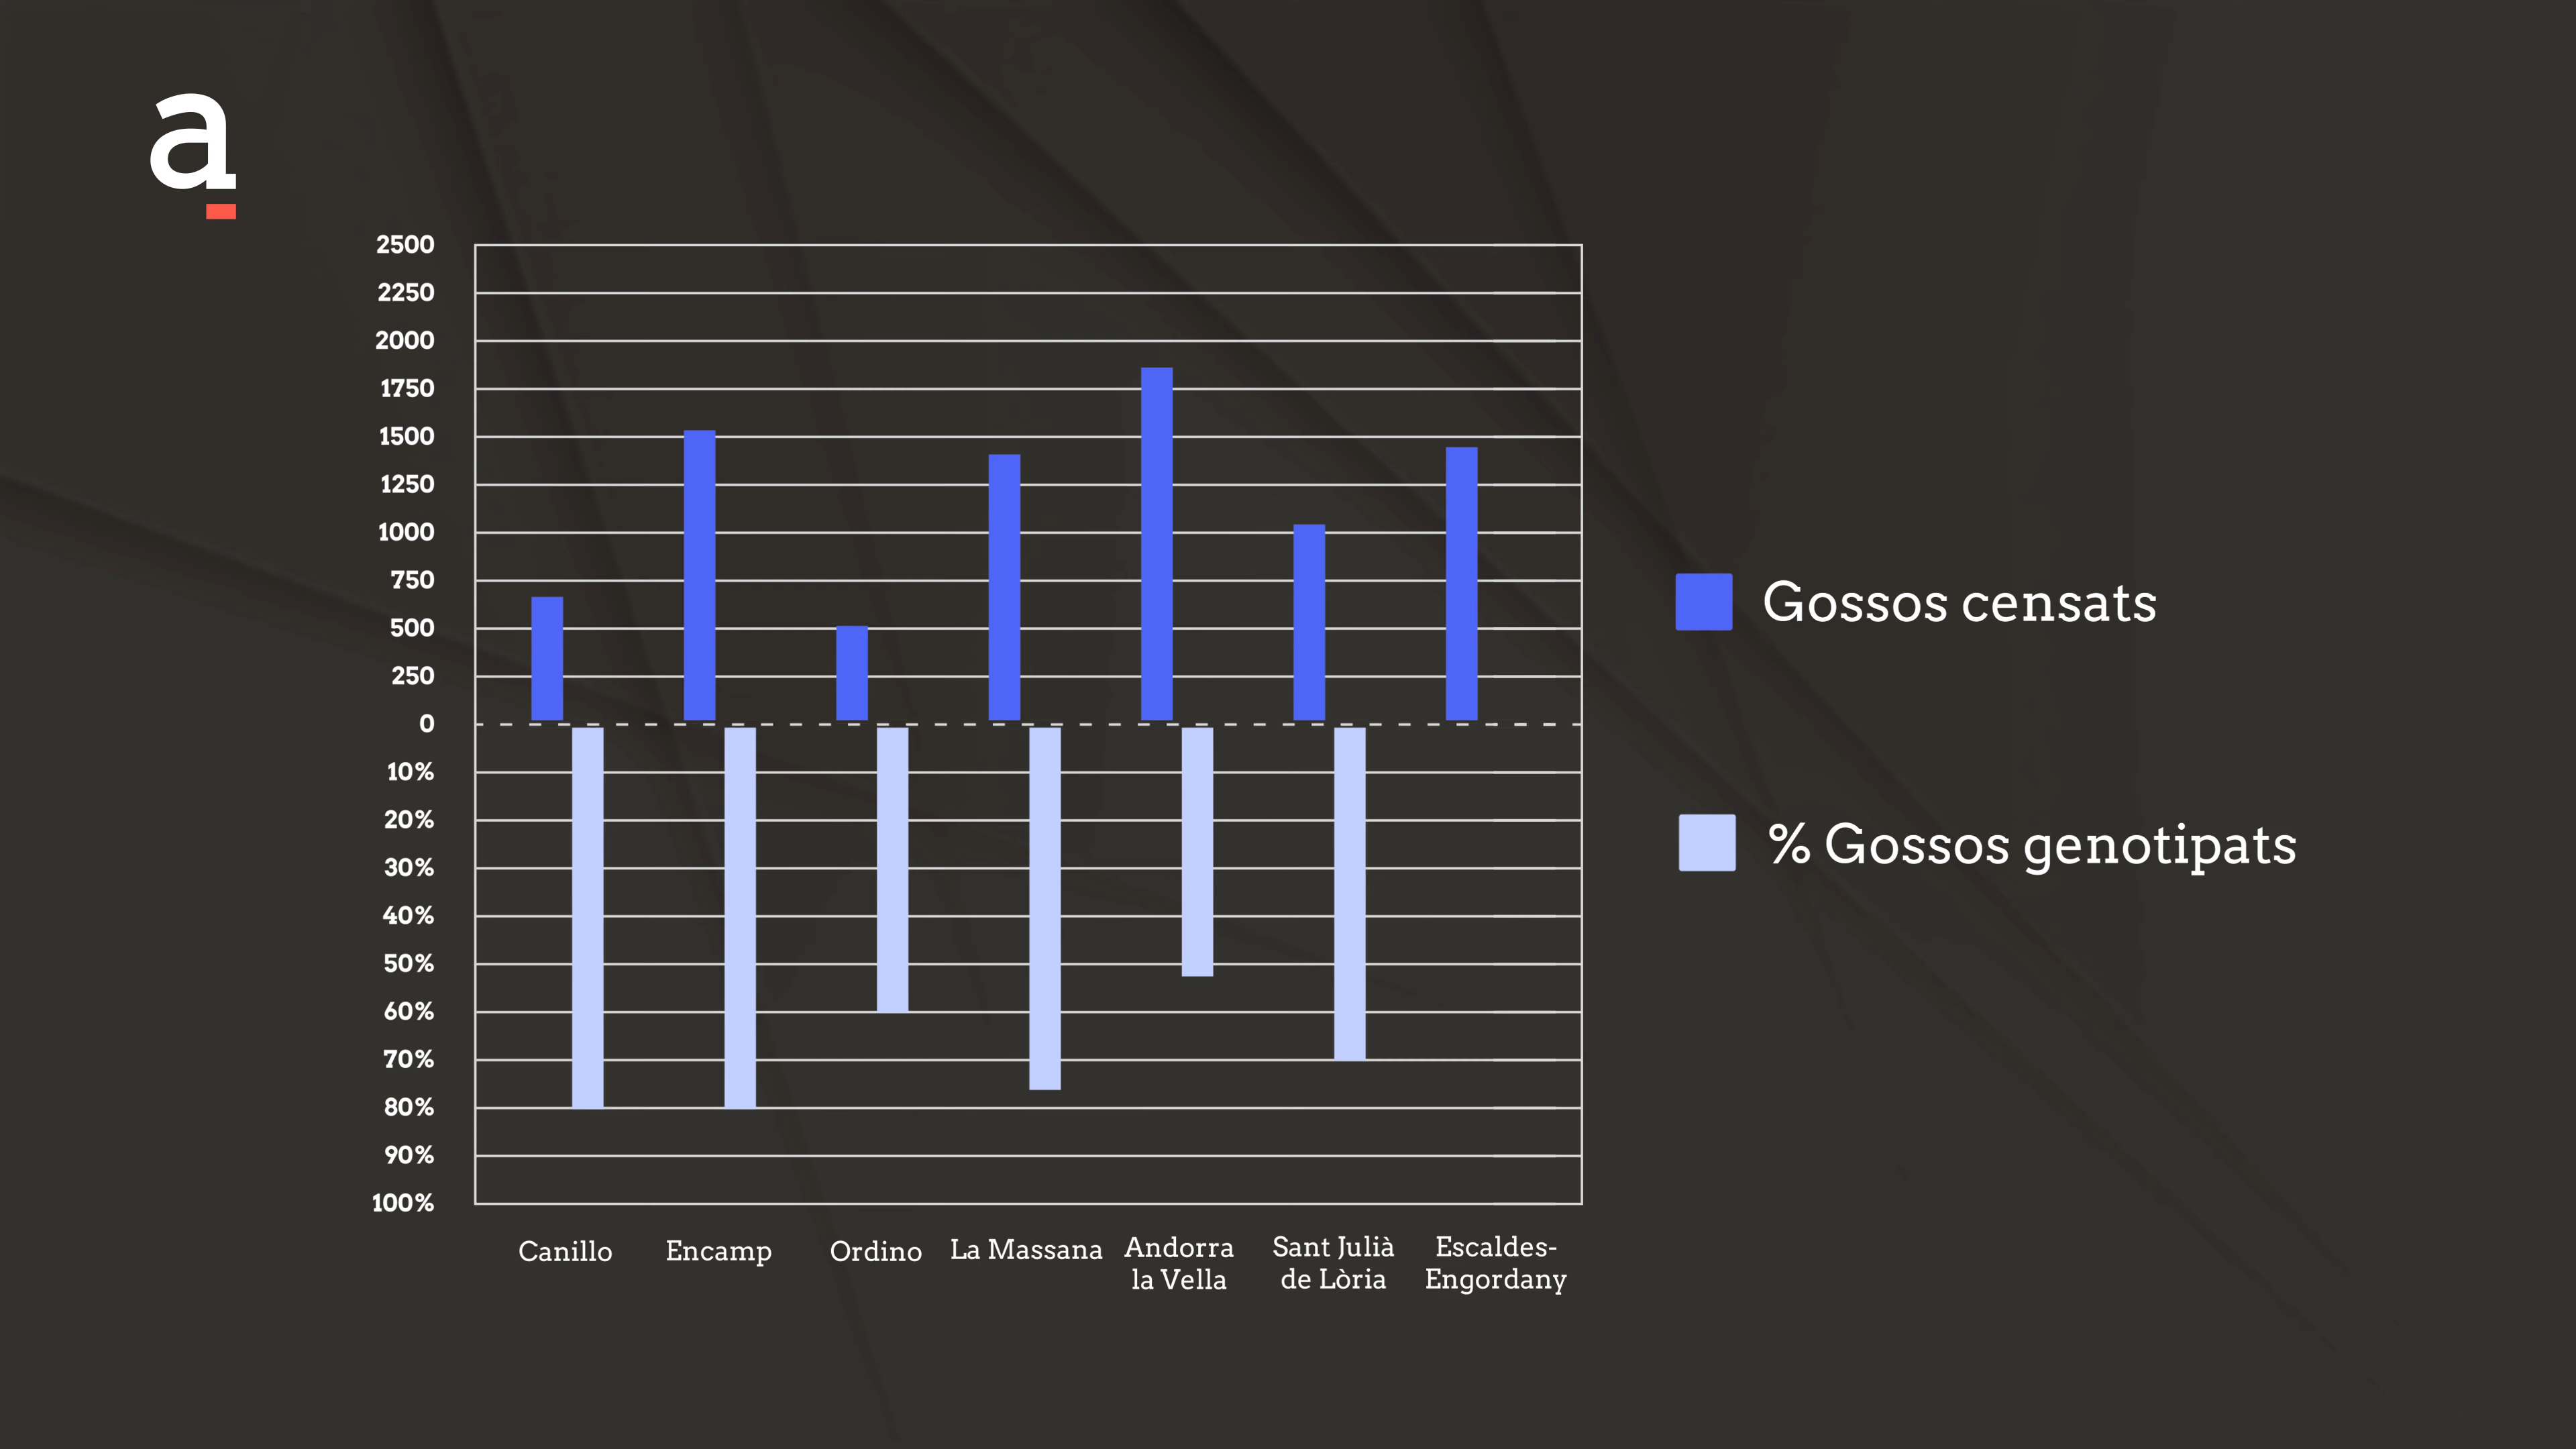 a
2500
2250
2000
1750
1500
1250
1000
750
500
250
0
10%
20%
30%
40%
50%
60%
70%
80%
90%
100%
Canillo
Encamp
Ordino
La Massana
Andorra
la Vella
Sant Julià
de Lòria
Escaldes-
Engordany
Gossos censats
% Gossos genotipats